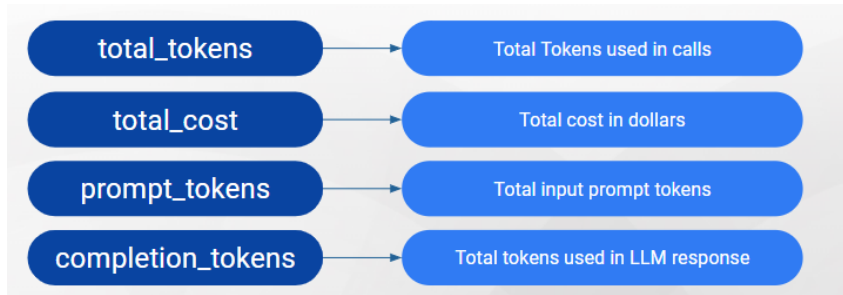 total_tokens
Total Tokens used in calls
total_cost
Total cost in dollars
prompt_tokens
Total input prompt tokens
completion_tokens
Total tokens used in LLM response